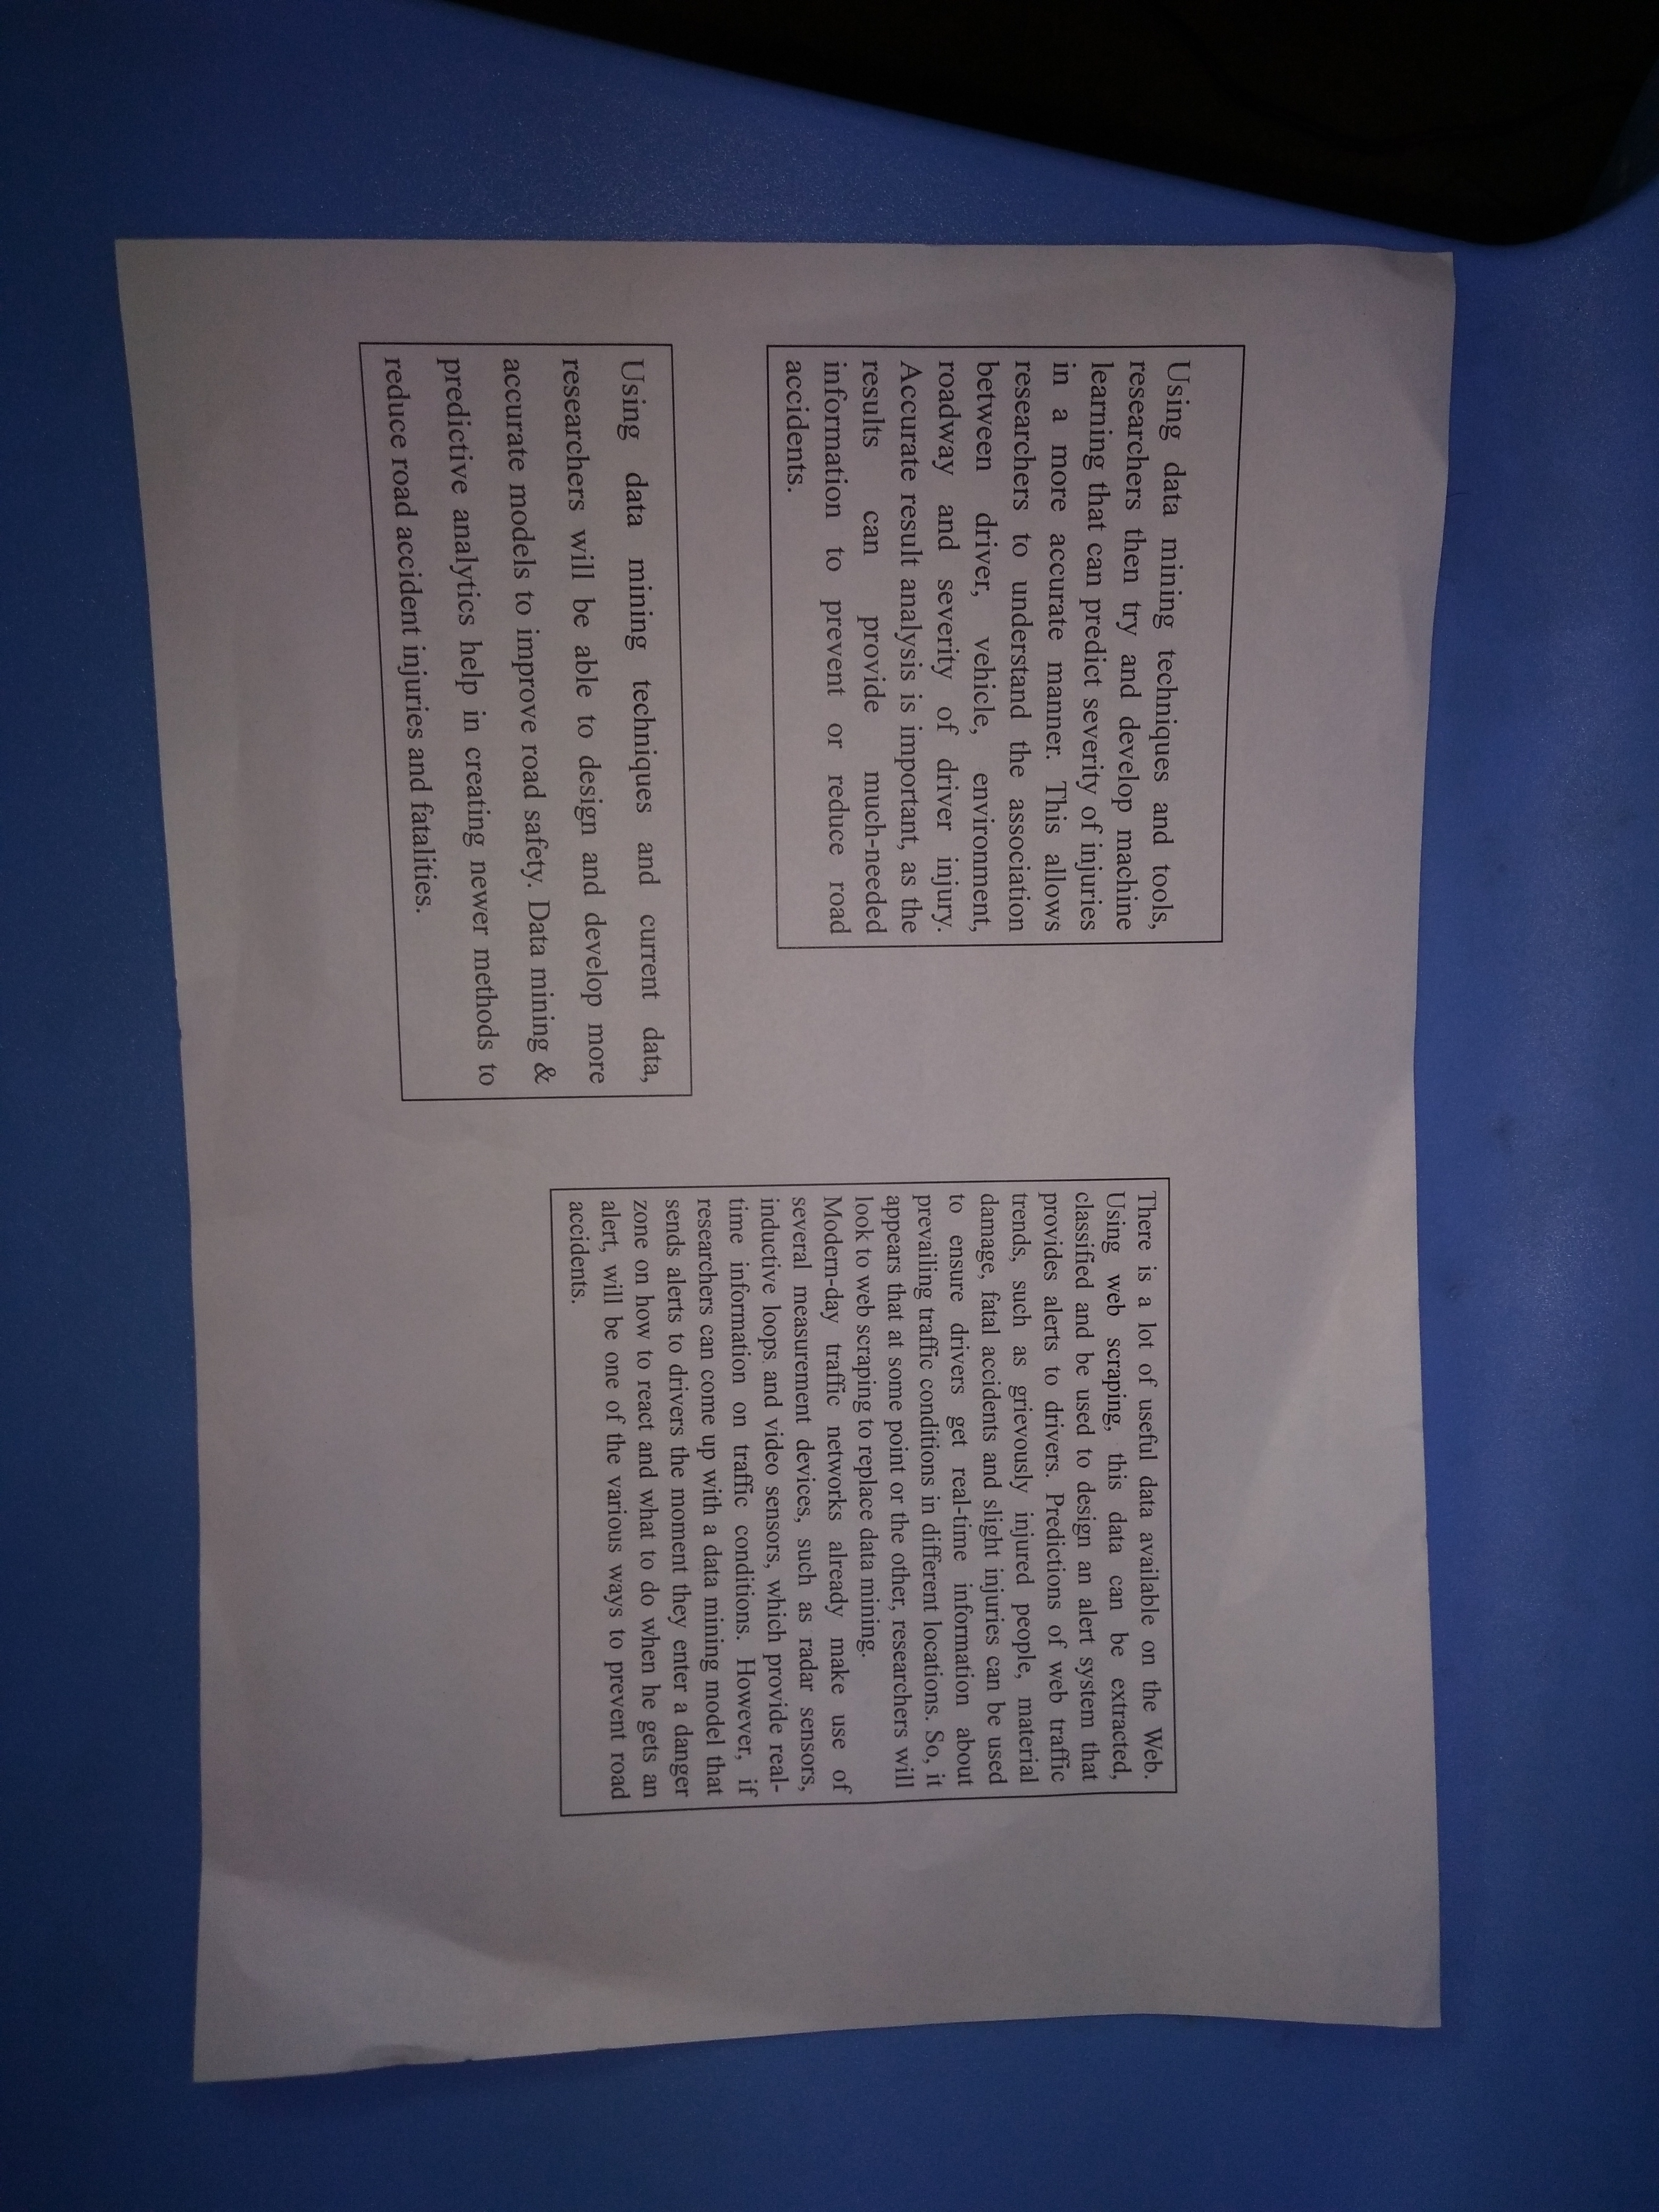 Using data mining techniques and tools,
researchers then try and develop machine
learning that can predict severity of injuries
in a more accurate manner. This allows
researchers to understand the association
between driver, vehicle, environment,
roadway and severity of driver injury.
Accurate result analysis is important, as the
results can provide much-needed
information to prevent or reduce road
accidents.
Using data mining techniques and current data,
researchers will be able to design and develop more
accurate models to improve road safety. Data mining &
predictive analytics help in creating newer methods to
reduce road accident injuries and fatalities.
There is a lot of useful data available on the Web.
Using web scraping, this data can be extracted,
classified and be used to design an alert system that
provides alerts to drivers. Predictions of web traffic
trends, such as grievously injured people, material
damage, fatal accidents and slight injuries can be used
to ensure drivers get real-time information about
prevailing traffic conditions in different locations. So, it
appears that at some point or the other, researchers will
look to web scraping to replace data mining.
Modern-day traffic networks already make use of
several measurement devices, such as radar sensors,
inductive loops and video sensors, which provide real-
time information on traffic conditions. However, if
researchers can come up with a data mining model that
sends alerts to drivers the moment they enter a danger
zone on how to react and what to do when he gets an
alert, will be one of the various ways to prevent road
accidents.